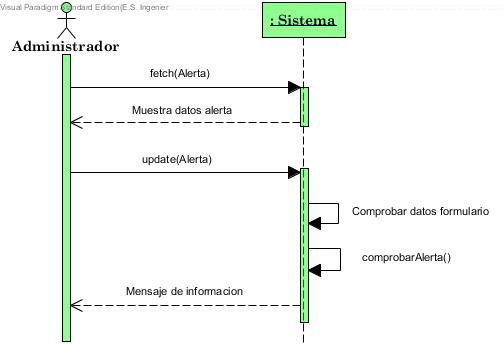 Visual Paradigm Standard Edition(E.S. Ingenier
: Sistema
Administrador
fetch(Alerta)
Muestra datos alerta
update(Alerta)
Comprobar datos formulario
comprobarAlerta()
Mensaje de informacion